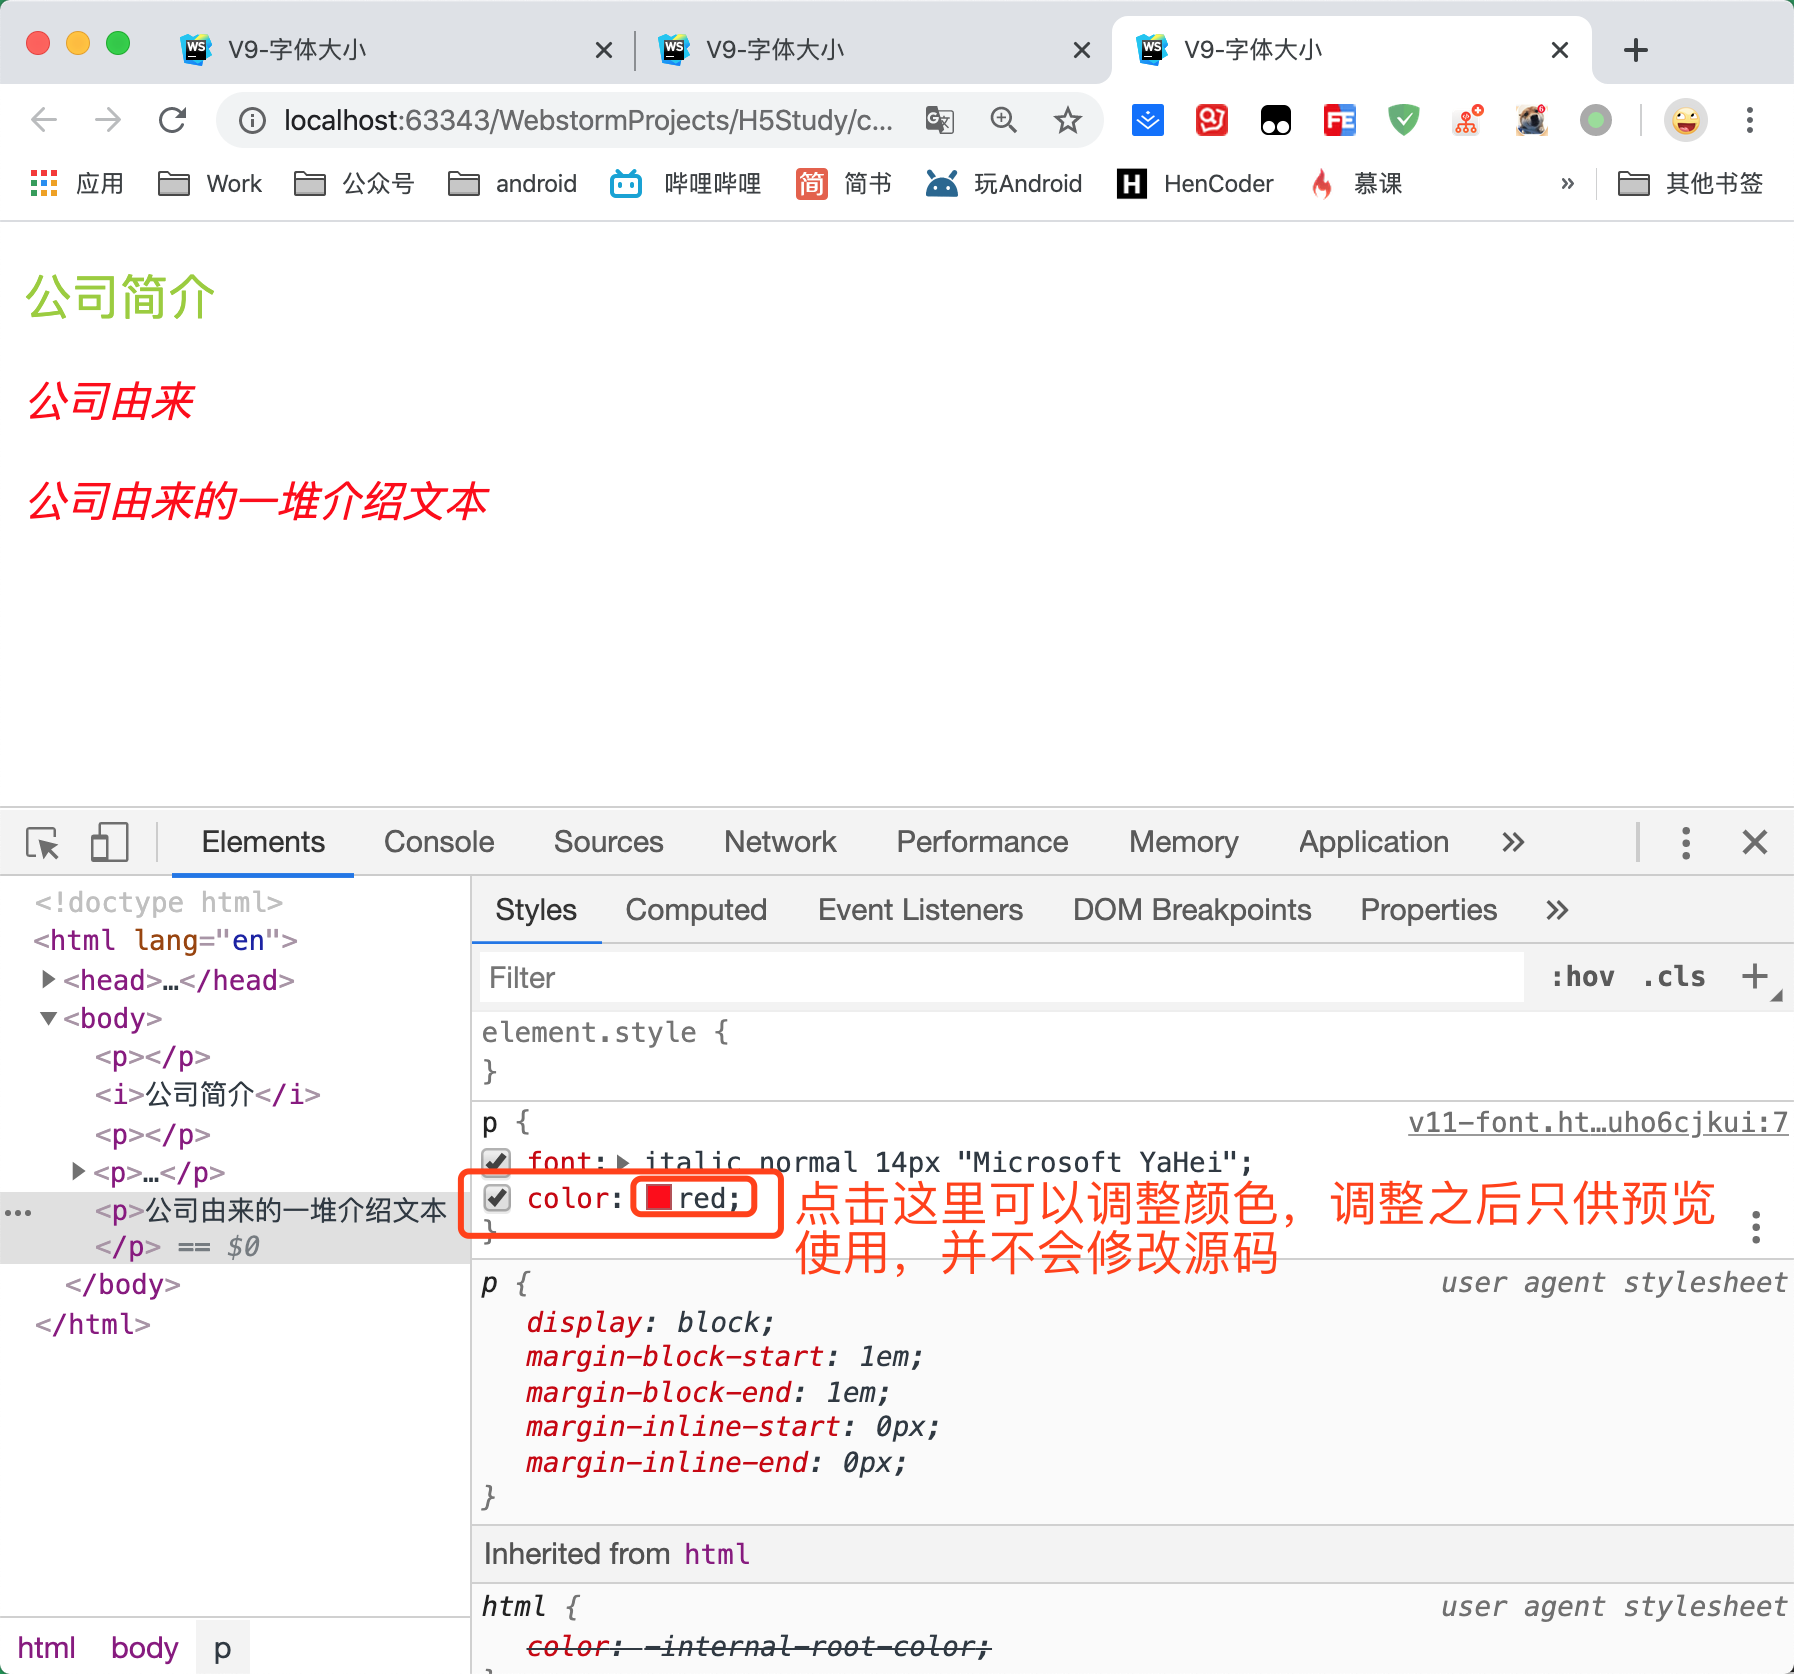 V9-字体大小
V9-字体大小
V9-字体大小
localhost:63343/WebstormProjects/H5Study/c...
应用 Work 公众号 android 哔哩哔哩 简 简书 玩Android H HenCoder 慕课 » 其他书签
公司简介
公司由来
公司由来的一堆介绍文本
Elements Console Sources Network Performance Memory Application »
<!doctype html>
<html lang="en">
<head>…</head>
<body>
<p></p>
<i>公司简介</i>
<p></p>
<p>…</p>
<p>公司由来的一堆介绍文本
</p> == $0
</body>
</html>
html body p
Styles Computed Event Listeners DOM Breakpoints Properties »
Filter :hov .cls +
element.style {
}
p { v11-font.ht…uho6cjkui:7
font: italic normal 14px "Microsoft YaHei";
color: red;
}
点击这里可以调整颜色，调整之后只供预览
使用，并不会修改源码
p { user agent stylesheet
display: block;
margin-block-start: 1em;
margin-block-end: 1em;
margin-inline-start: 0px;
margin-inline-end: 0px;
}
Inherited from html
html { user agent stylesheet
color: -internal-root-color;